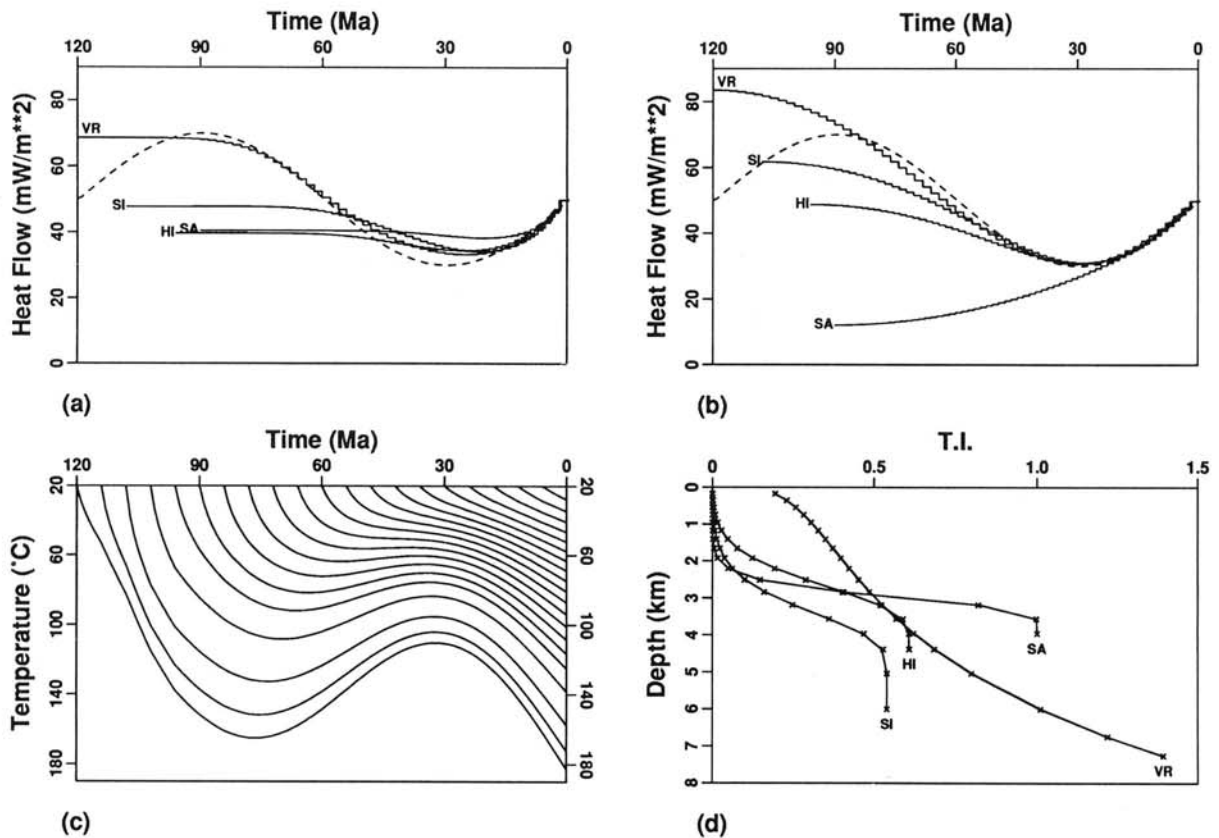 Time (Ma)
120 90 60 30 0
Heat Flow (mW/m**2)
80
60
40
20
0
VR
SI
SA
HI
(a)
Time (Ma)
120 90 60 30 0
Heat Flow (mW/m**2)
80
60
40
20
0
VR
SI
HI
SA
(b)
Time (Ma)
120 90 60 30 0
Temperature (°C)
20
60
100
140
180
20
60
100
140
180
(c)
T.I.
0 0.5 1.0 1.5
Depth (km)
0
1
2
3
4
5
6
7
8
SA
HI
SI
VR
(d)